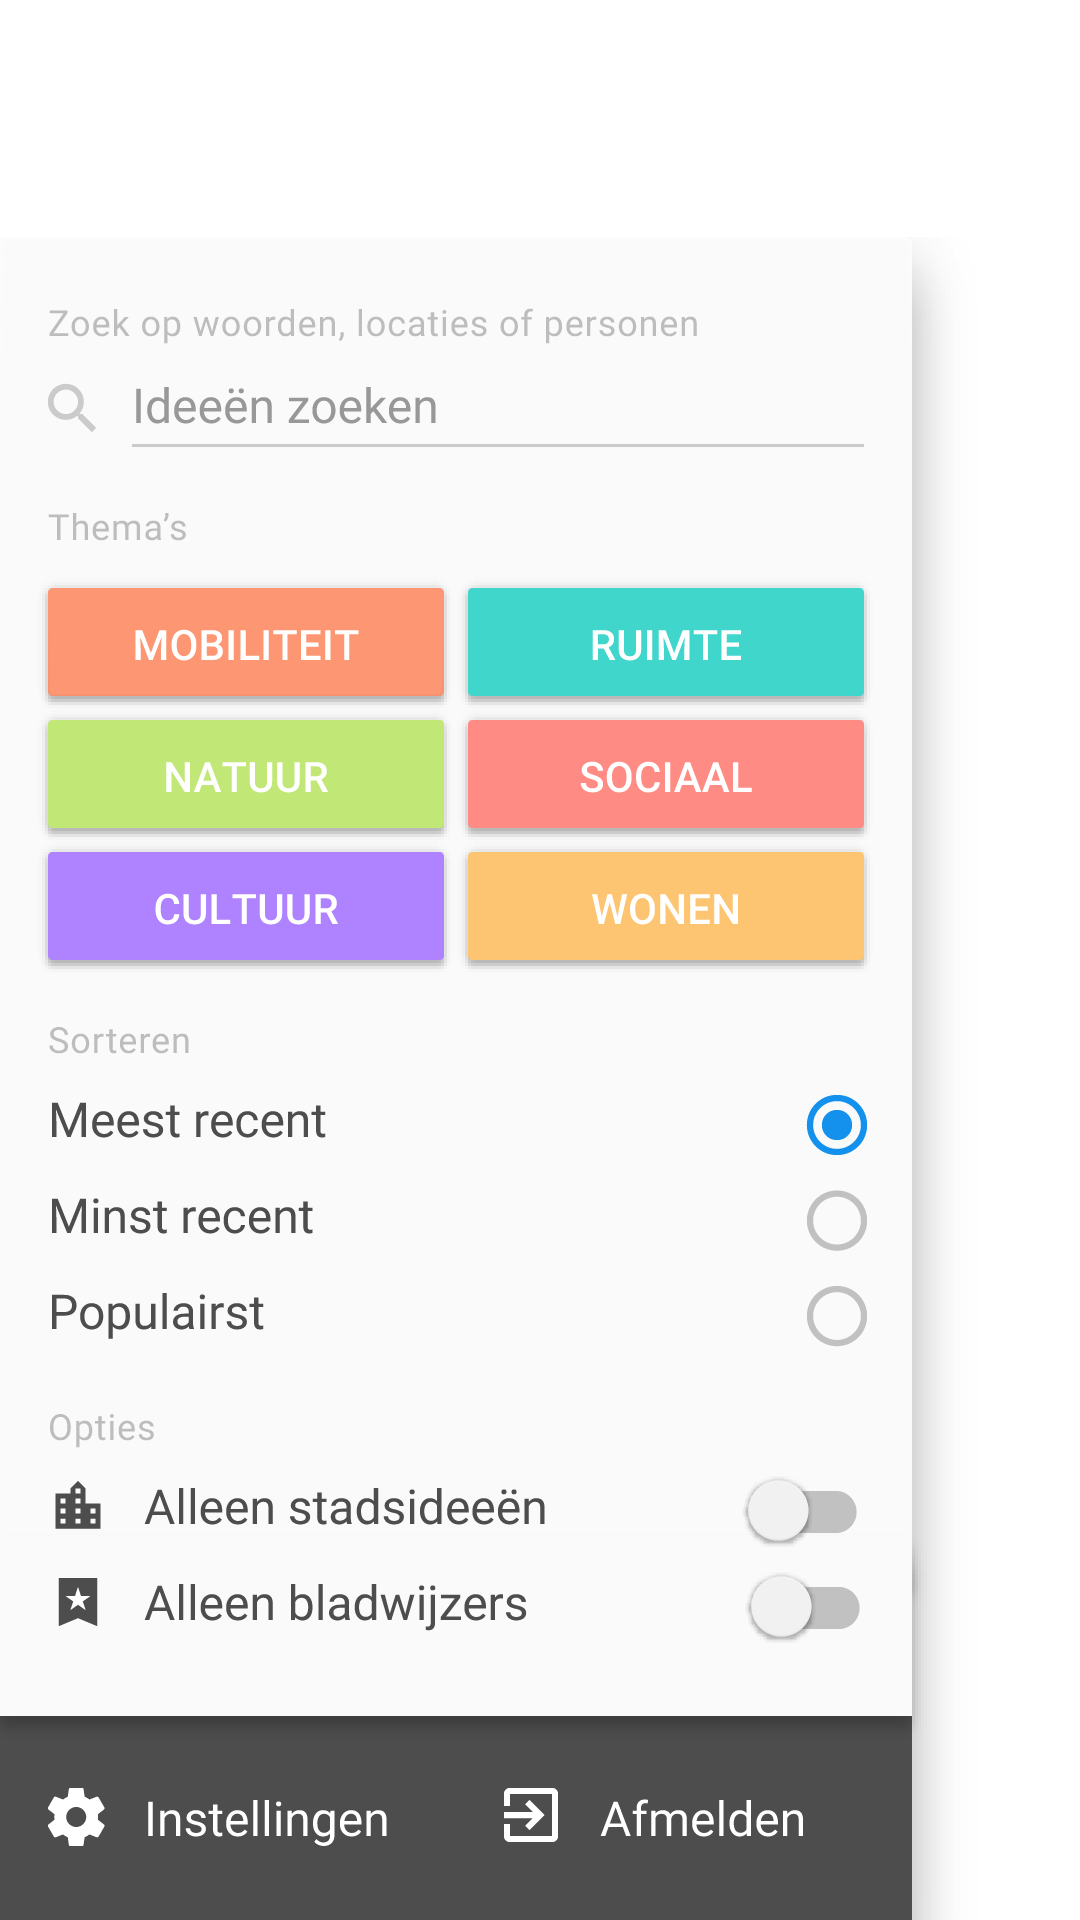 Zoek op woorden, locaties of personen
Ideeën zoeken
Thema’s
MOBILITEIT
RUIMTE
NATUUR
SOCIAAL
CULTUUR
WONEN
Sorteren
Meest recent
Minst recent
Populairst
Opties
Alleen stadsideeën
Alleen bladwijzers
Instellingen
Afmelden